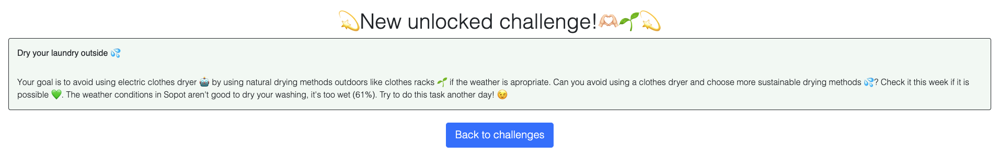 💫New unlocked challenge!🫶🏻🌱💫
Dry your laundry outside 💦
Your goal is to avoid using electric clothes dryer 🤖 by using natural drying methods outdoors like clothes racks 🌱 if the weather is apropriate. Can you avoid using a clothes dryer and choose more sustainable drying methods 💦? Check it this week if it is
possible 💚. The weather conditions in Sopot aren't good to dry your washing, it's too wet (61%). Try to do this task another day! 😉
Back to challenges